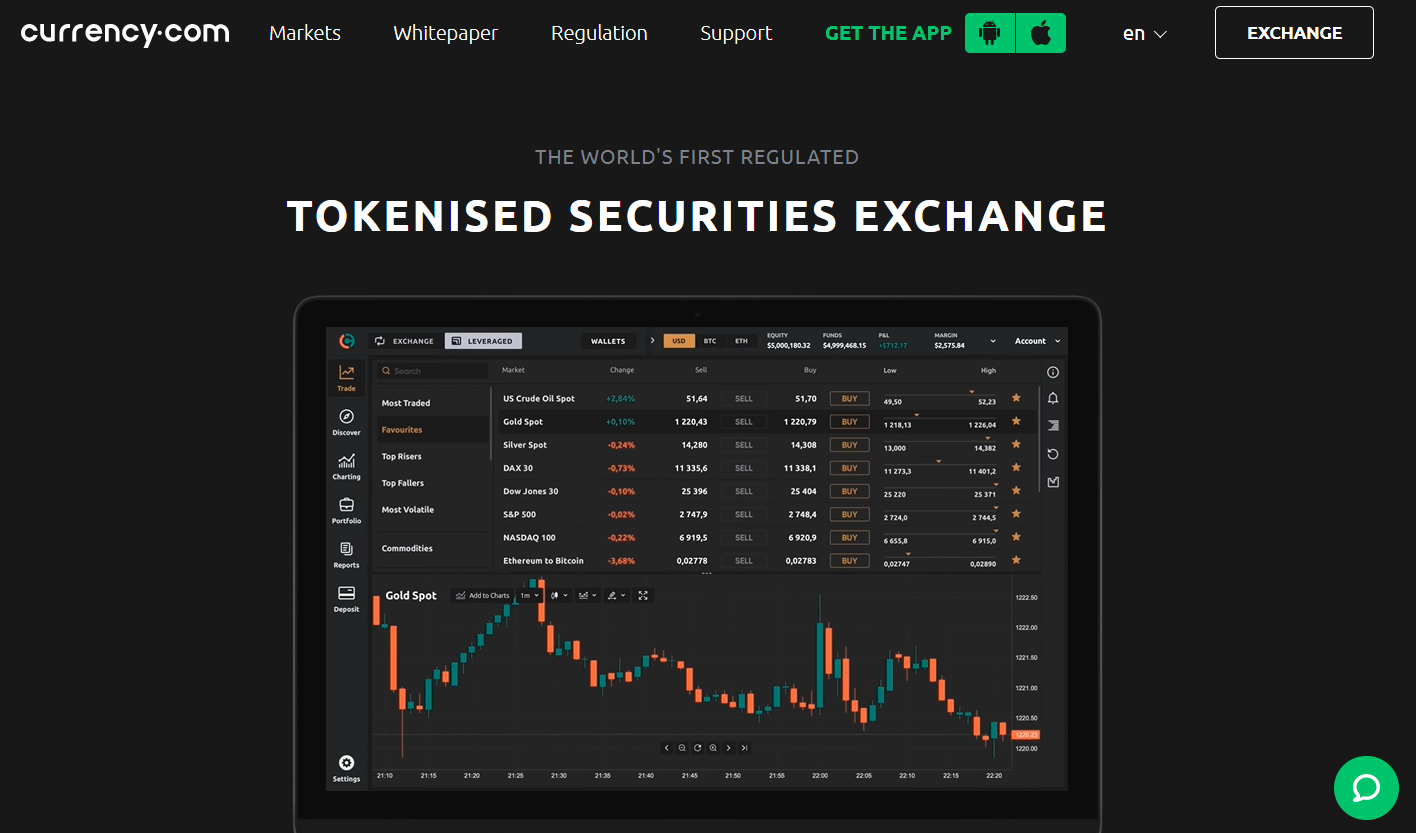 currency.com Markets Whitepaper Regulation Support GET THE APP en EXCHANGE
THE WORLD'S FIRST REGULATED
TOKENISED SECURITIES EXCHANGE
EXCHANGE LEVERAGED WALLETS USD BTC ETH EQUITY FUNDS P&L MARGIN Account
$5,000,180.32 $4,999,468.15 +$712.17 $2,575.84
Search Market Change Sell Buy Low High
Trade
Most Traded
Favourites
Top Risers
Top Fallers
Most Volatile
Commodities
US Crude Oil Spot +2,84% 51,64 SELL 51,70 BUY 49,50 52,23
Gold Spot +0,10% 1 220,43 SELL 1 220,79 BUY 1 218,13 1 226,04
Silver Spot -0,24% 14,280 SELL 14,308 BUY 13,000 14,382
DAX 30 -0,73% 11 335,6 SELL 11 338,1 BUY 11 273,3 11 401,2
Dow Jones 30 -0,10% 25 396 SELL 25 404 BUY 25 220 25 371
S&P 500 -0,02% 2 747,9 SELL 2 748,4 BUY 2 724,0 2 744,5
NASDAQ 100 -0,22% 6 919,5 SELL 6 920,9 BUY 6 655,8 6 915,0
Ethereum to Bitcoin -3,68% 0,02778 SELL 0,02783 BUY 0,02747 0,02890
Discover
Charting
Portfolio
Reports
Deposit
Settings
Gold Spot Add to Charts 1m
1222.50
1222.00
1221.50
1221.00
1220.50
1220.23
1220.00
21:10 21:15 21:20 21:25 21:30 21:35 21:40 21:45 21:50 21:55 22:00 22:05 22:10 22:15 22:20